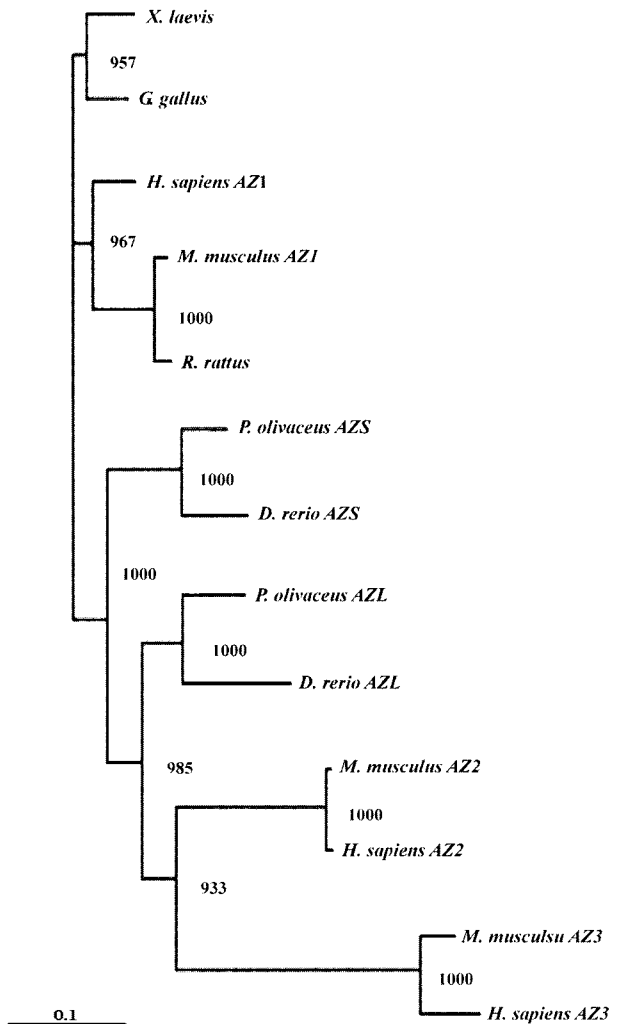 X. laevis
957
G. gallus
H. sapiens AZ1
967
M. musculus AZ1
1000
R. rattus
P. olivaceus AZS
1000
D. rerio AZS
1000
P. olivaceus AZL
1000
D. rerio AZL
985
M. musculus AZ2
1000
H. sapiens AZ2
933
M. musculsu AZ3
1000
H. sapiens AZ3
0.1